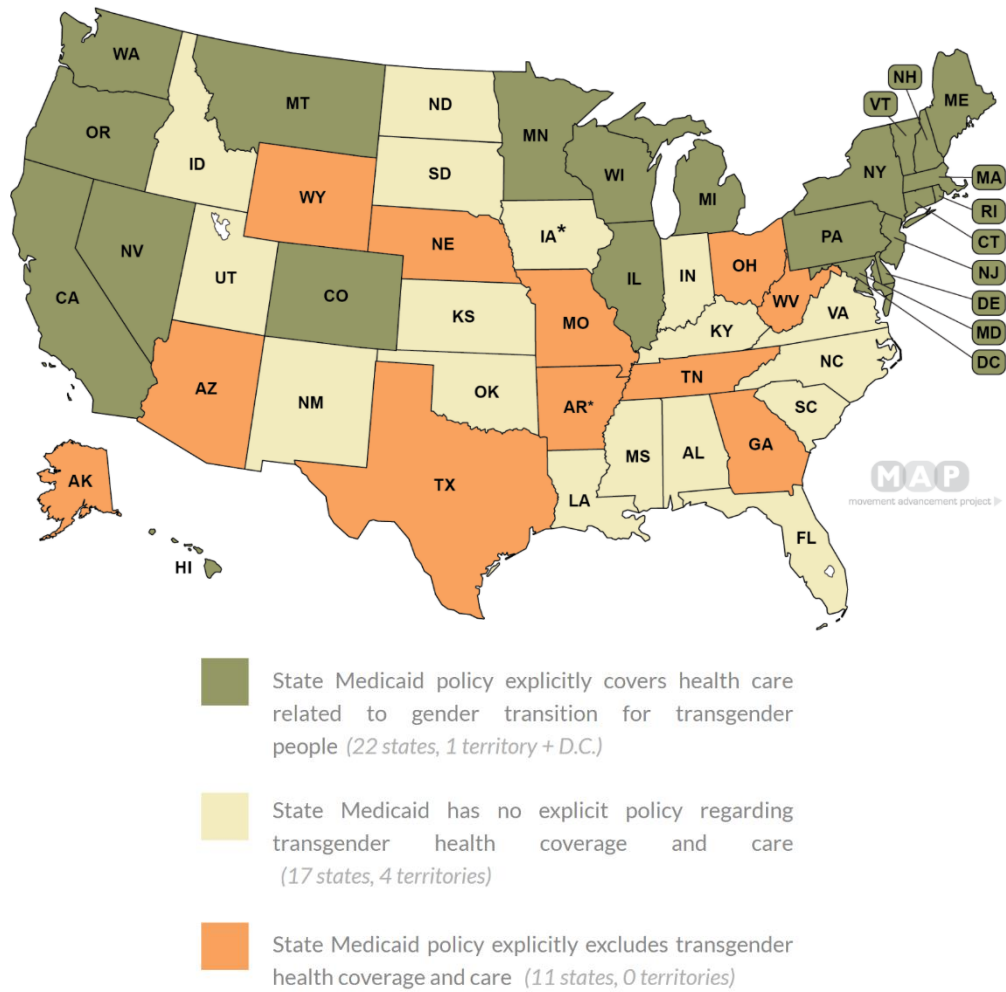 WA
MT
ND
MN
NH
VT
ME
OR
ID
SD
WI
NY
MA
WY
MI
RI
NV
NE
IA*
PA
CT
CA
UT
CO
IL
IN
OH
NJ
WV
DE
KS
MO
KY
VA
MD
AZ
NM
OK
TN
NC
DC
AR*
SC
AK
TX
MS
AL
GA
LA
MAP
movement advancement project
FL
HI
State Medicaid policy explicitly covers health care
related to gender transition for transgender
people (22 states, 1 territory + D.C.)
State Medicaid has no explicit policy regarding
transgender health coverage and care
(17 states, 4 territories)
State Medicaid policy explicitly excludes transgender
health coverage and care (11 states, 0 territories)